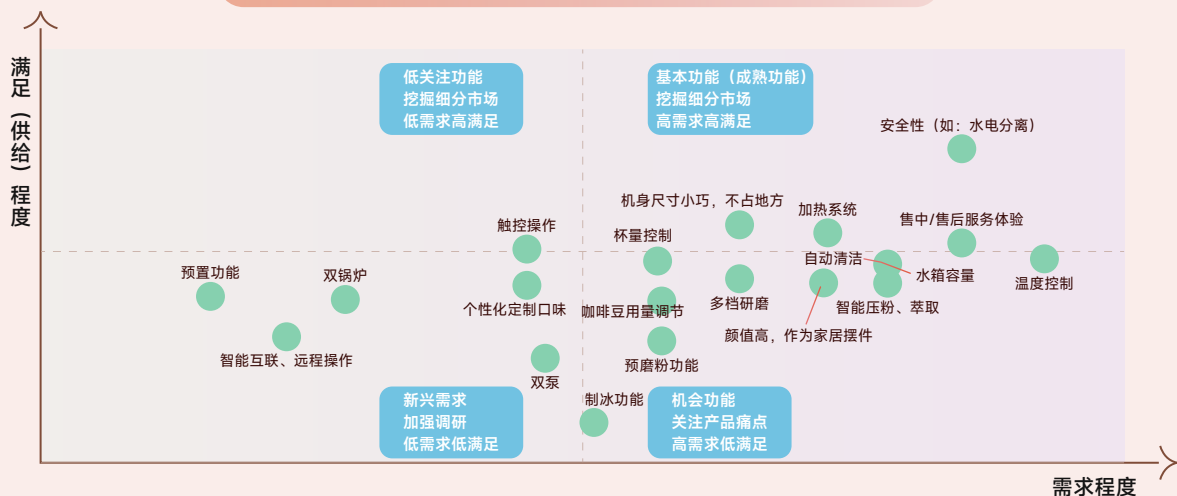 满足（供给）程度
低关注功能
挖掘细分市场
低需求高满足
基本功能（成熟功能）
挖掘细分市场
高需求高满足
安全性（如：水电分离）
机身尺寸小巧，不占地方
加热系统
售中/售后服务体验
触控操作
杯量控制
自动清洁
水箱容量
温度控制
预置功能
双锅炉
个性化定制口味
咖啡豆用量调节
多档研磨
智能压粉、萃取
颜值高，作为家居摆件
智能互联、远程操作
预磨粉功能
双泵
制冰功能
新兴需求
加强调研
低需求低满足
机会功能
关注产品痛点
高需求低满足
需求程度